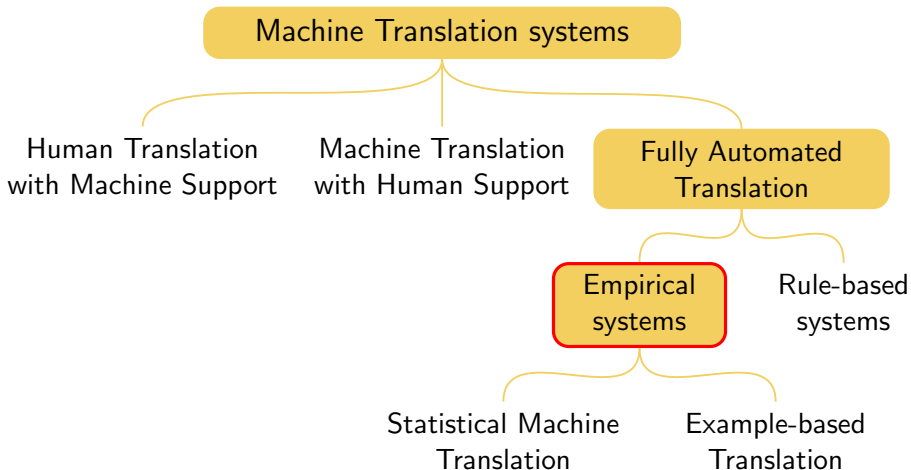 Machine Translation systems
Human Translation
with Machine Support
Machine Translation
with Human Support
Fully Automated
Translation
Empirical
systems
Rule-based
systems
Statistical Machine
Translation
Example-based
Translation